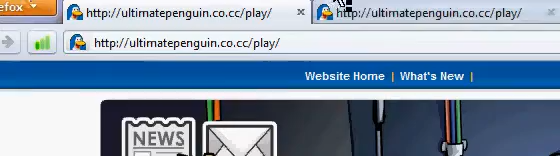 efox
http://ultimatepenguin.co.cc/play/ http://ultimatepenguin.co.cc/play/
http://ultimatepenguin.co.cc/play/
Website Home | What's New |
NEWS